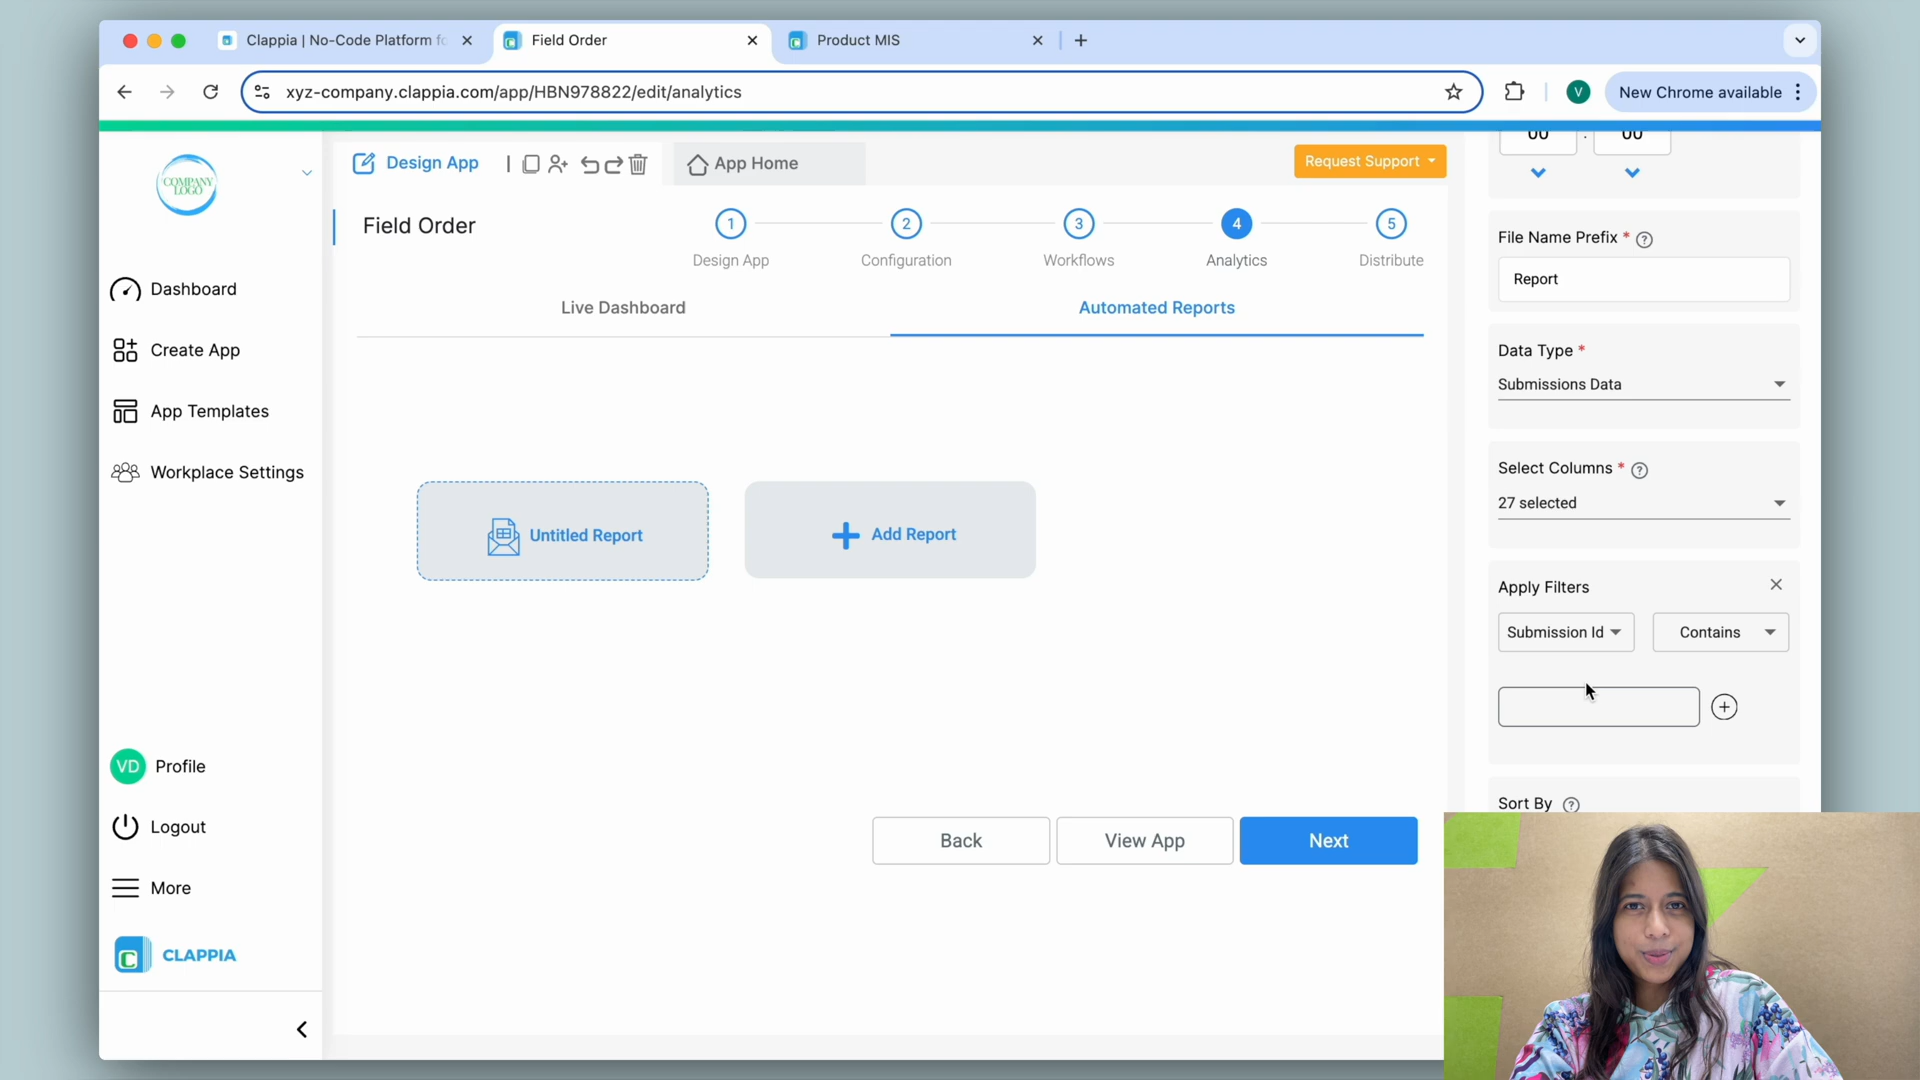 Clappia | No-Code Platform fo
Field Order
Product MIS
xyz-company.clappia.com/app/HBN978822/edit/analytics
V
New Chrome available
COMPANY
LOGO
Dashboard
Create App
App Templates
Workplace Settings
VD
Profile
Logout
More
C
CLAPPIA
Design App
App Home
Request Support
Field Order
1
2
3
4
5
Design App
Configuration
Workflows
Analytics
Distribute
Live Dashboard
Automated Reports
Untitled Report
Add Report
Back
View App
Next
00 : 00
File Name Prefix * ?
Report
Data Type *
Submissions Data
Select Columns * ?
27 selected
Apply Filters
Submission Id
Contains
Sort By ?